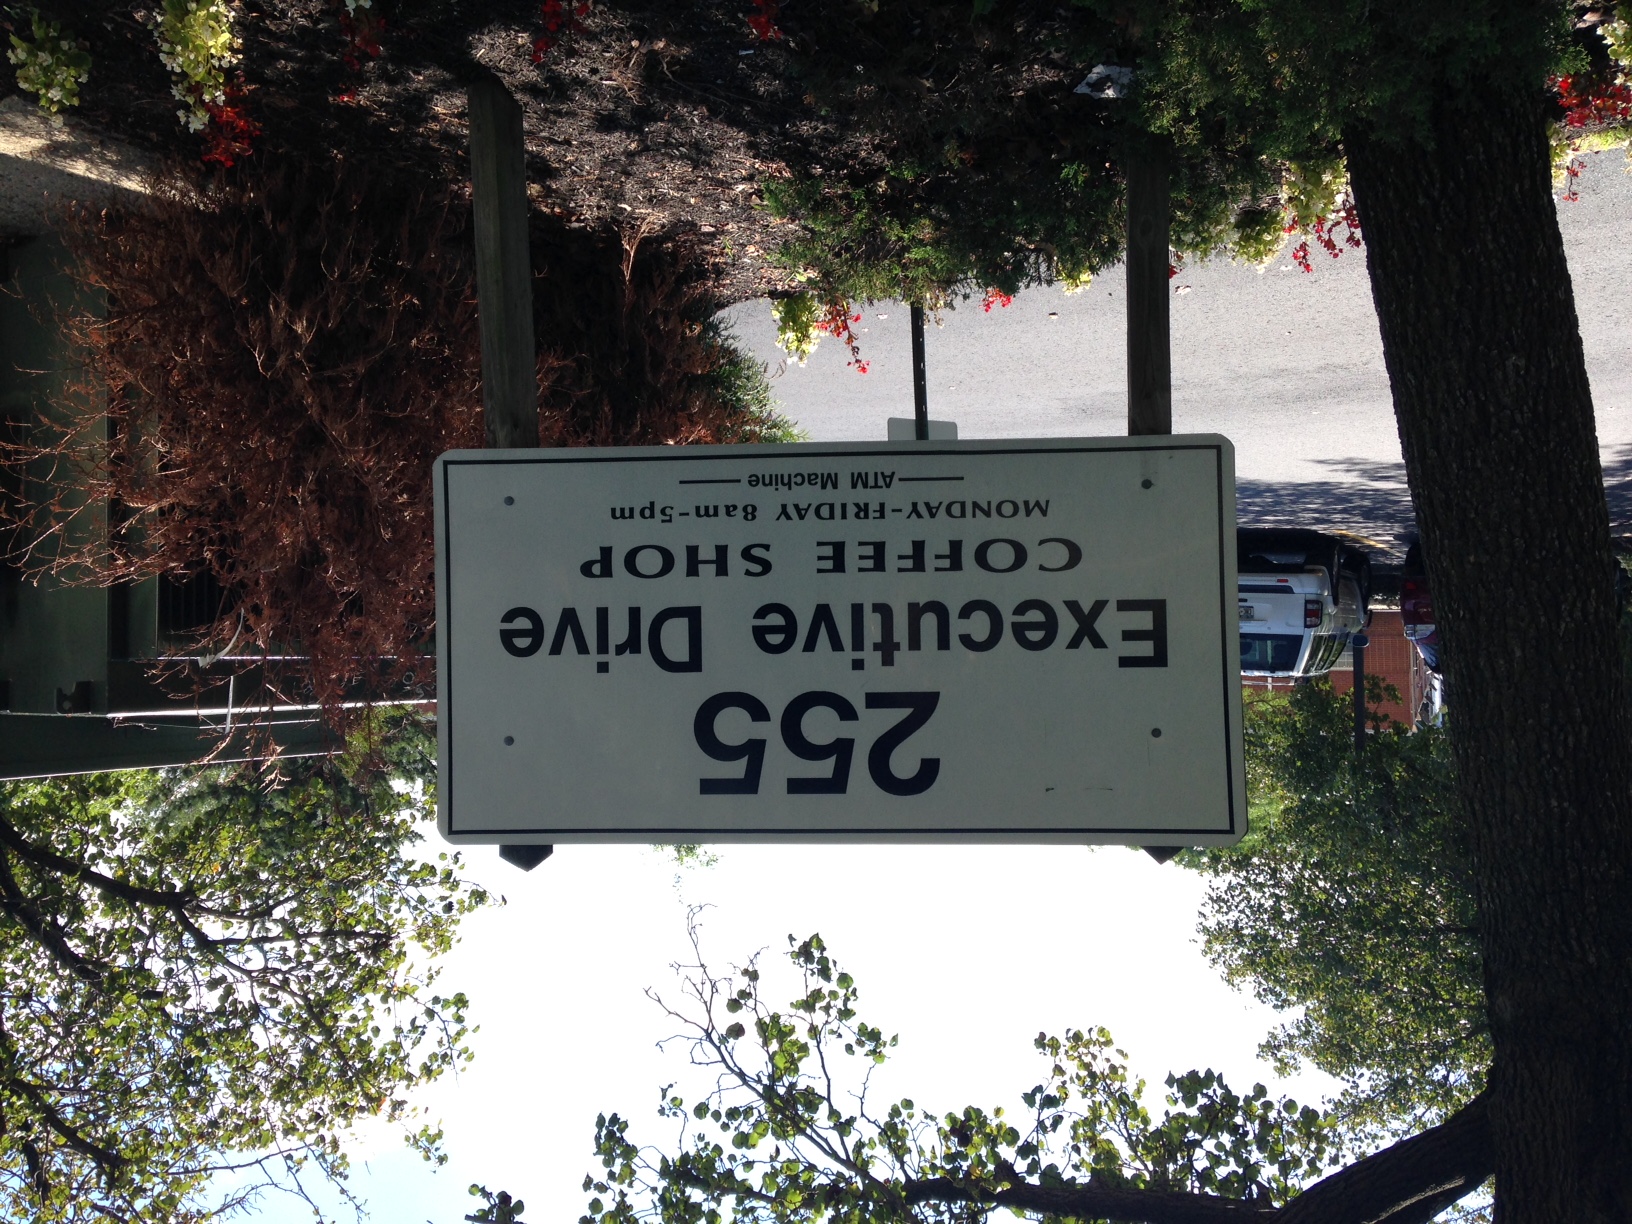 255
Executive Drive
COFFEE SHOP
MONDAY-FRIDAY 8am-5pm
ATM Machine